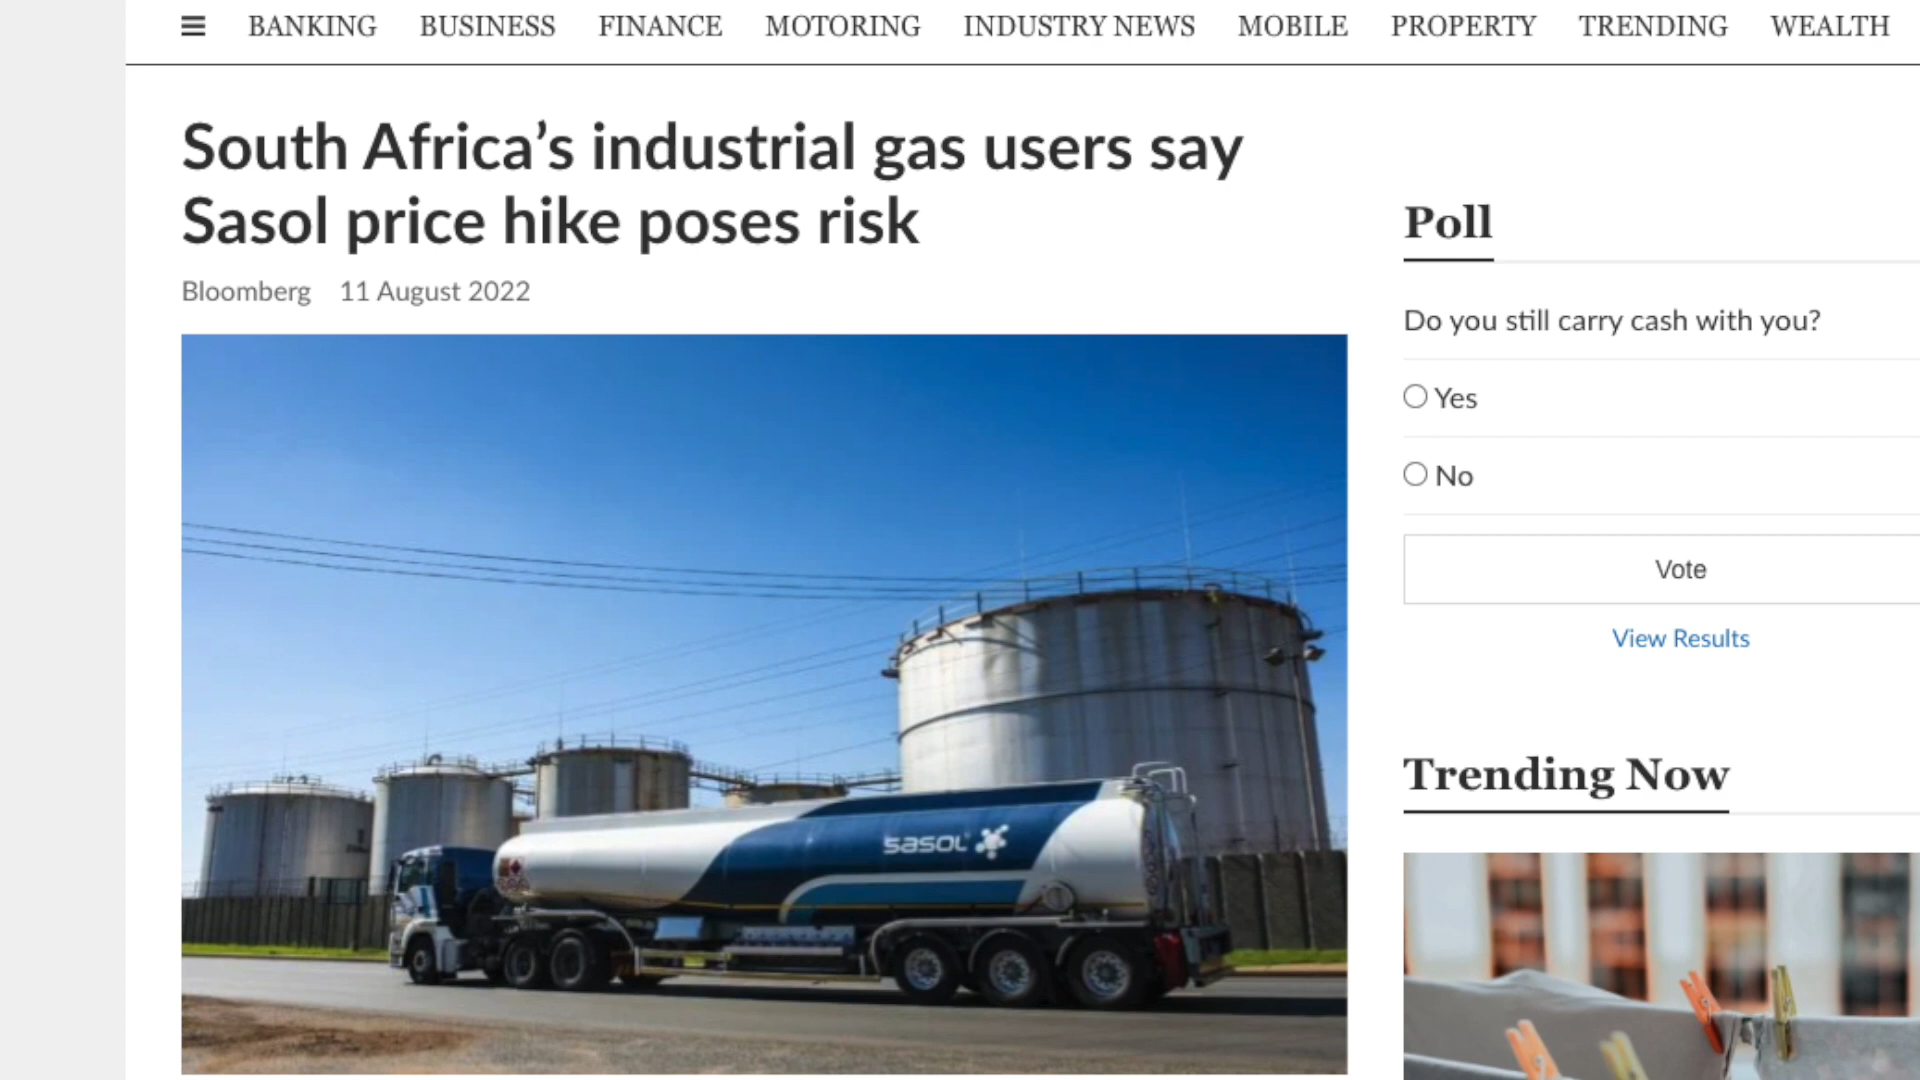 BANKING BUSINESS FINANCE MOTORING INDUSTRY NEWS MOBILE PROPERTY TRENDING WEALTH
South Africa’s industrial gas users say
Sasol price hike poses risk
Bloomberg 11 August 2022
sasol
Poll
Do you still carry cash with you?
Yes
No
Vote
View Results
Trending Now